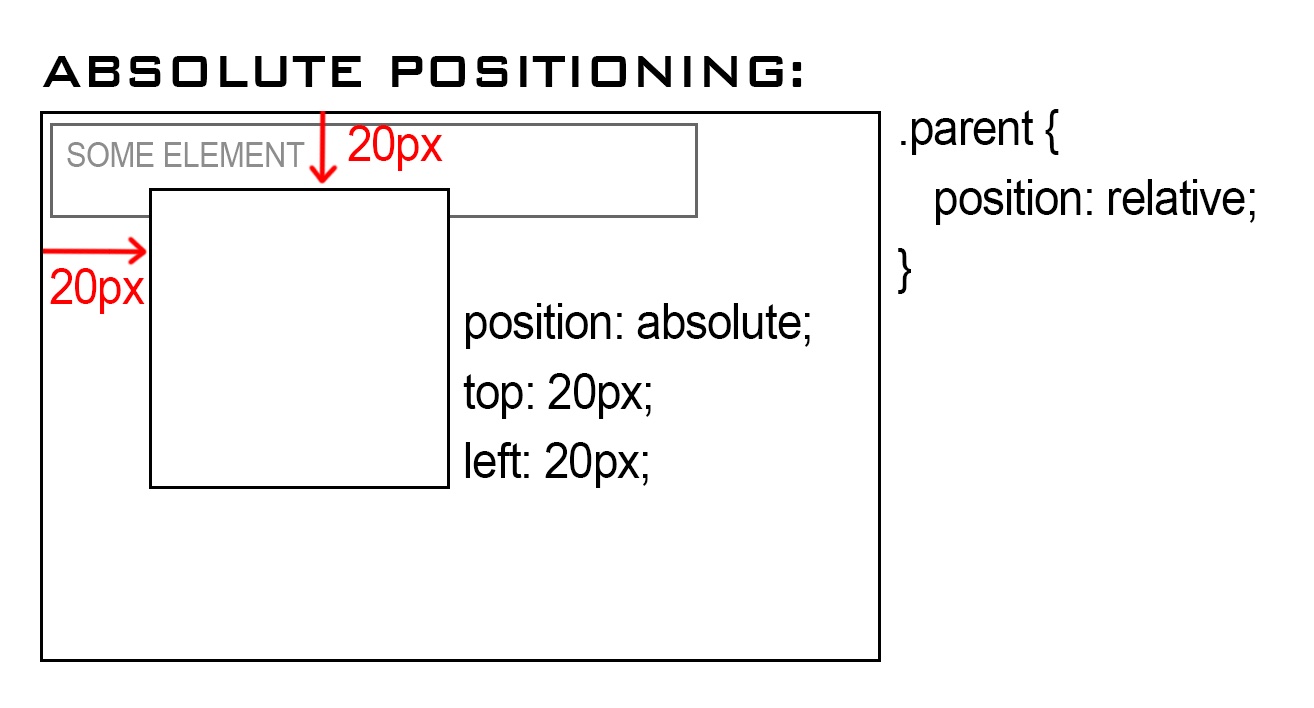 ABSOLUTE POSITIONING:
SOME ELEMENT
20px
20px
position: absolute;
top: 20px;
left: 20px;
.parent {
position: relative;
}